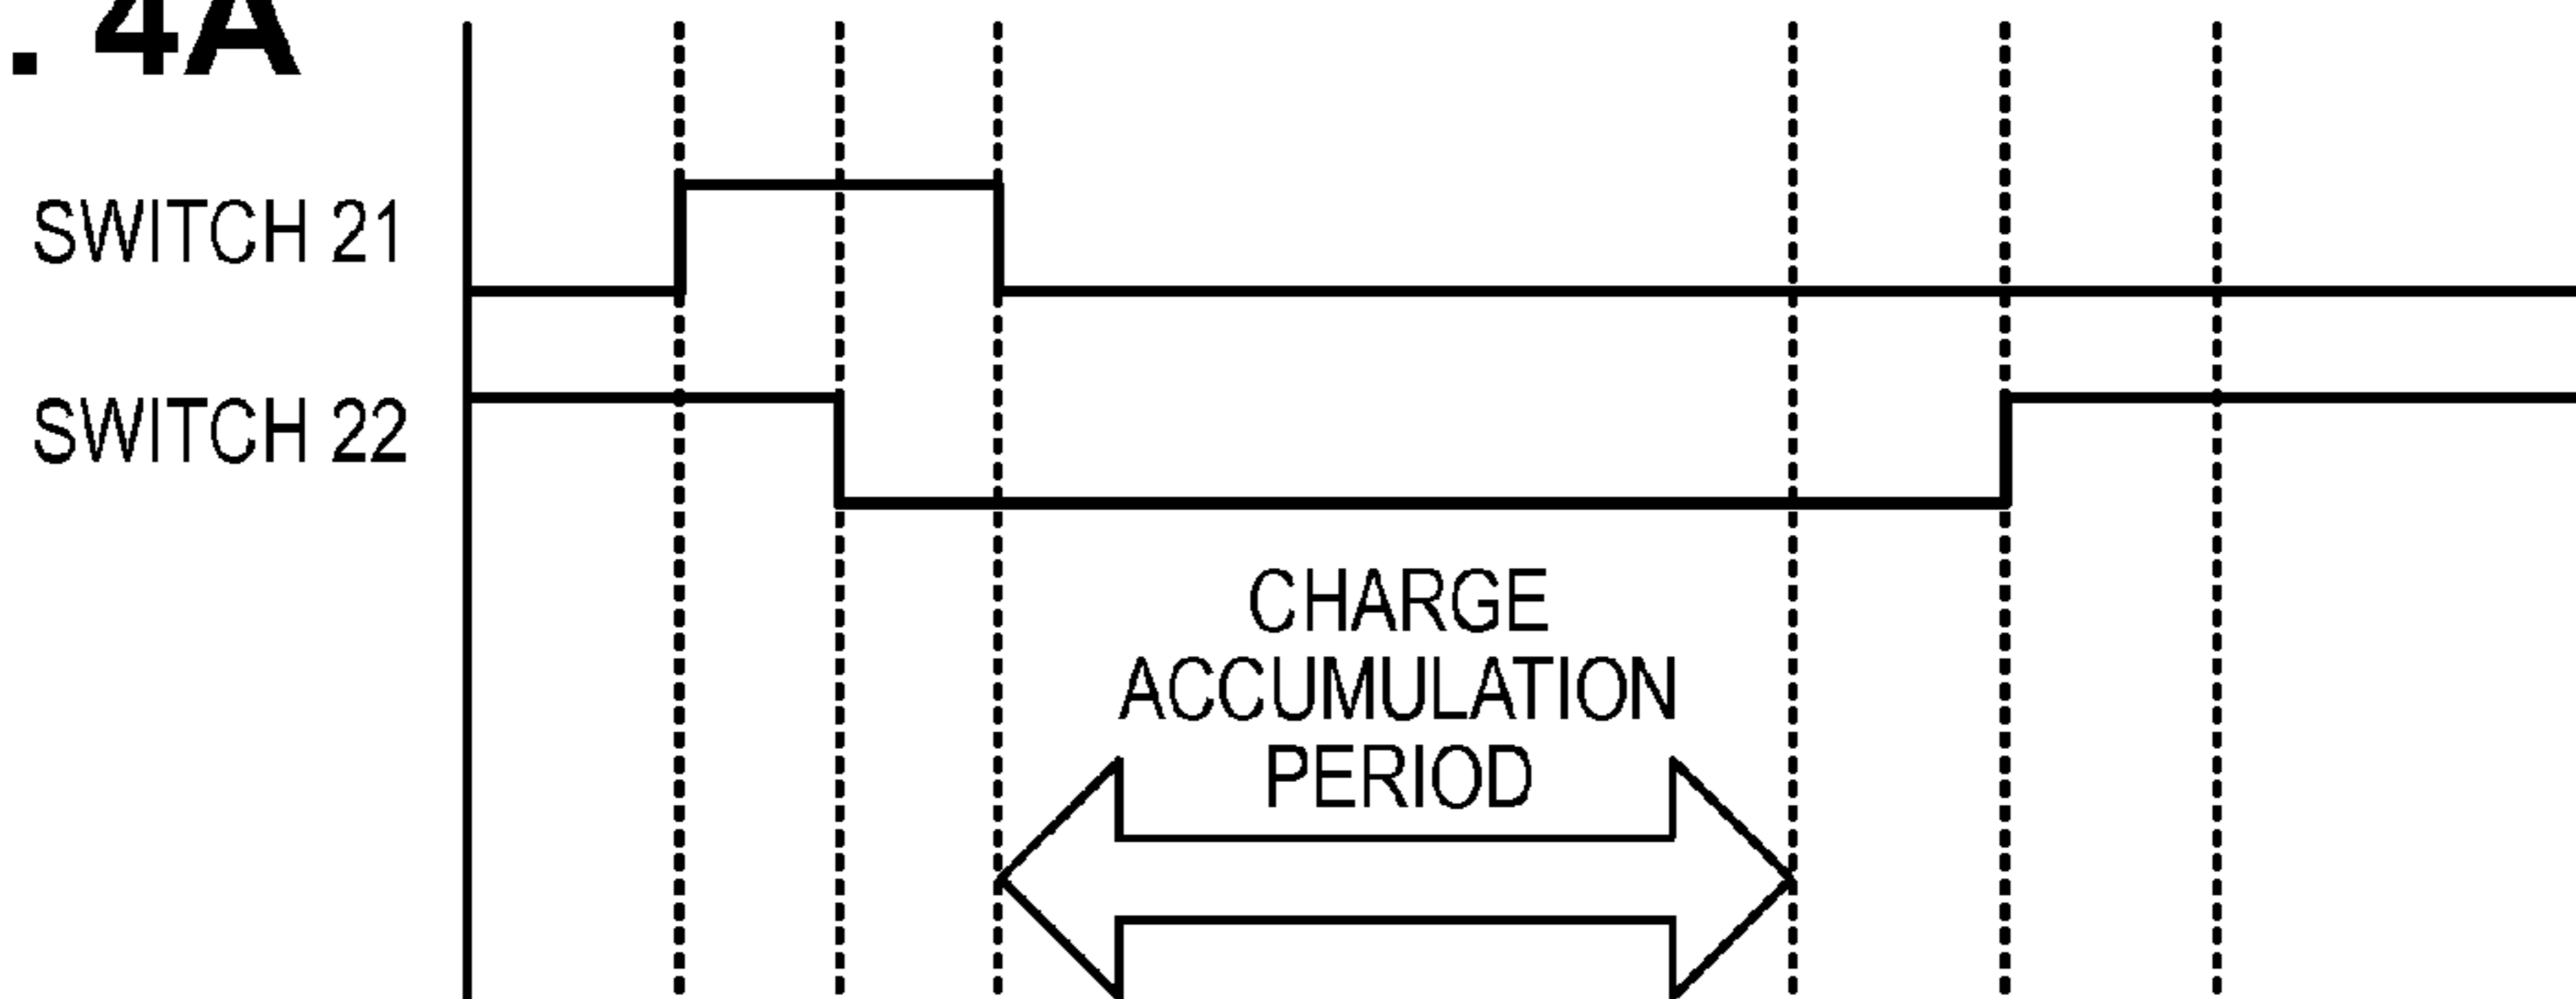 . 4A
SWITCH 21
SWITCH 22
CHARGE
ACCUMULATION
PERIOD